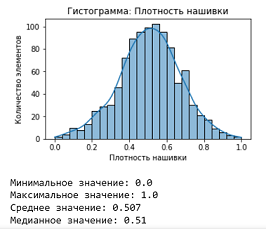 Гистограмма: Плотность нашивки
Количество элементов
100
80
60
40
20
0
0.0 0.2 0.4 0.6 0.8 1.0
Плотность нашивки
Минимальное значение: 0.0
Максимальное значение: 1.0
Среднее значение: 0.507
Медианное значение: 0.51